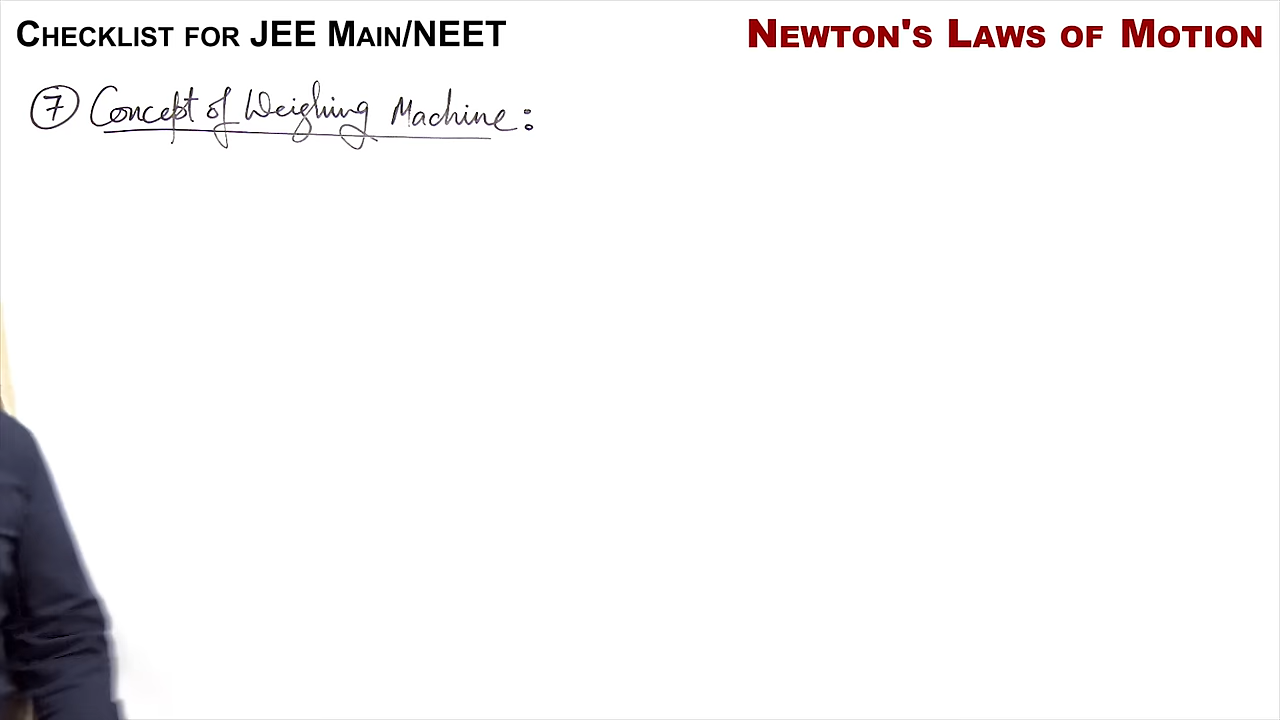 Checklist for JEE Main/NEET
Newton's Laws of Motion
⑦ Concept of Weighing Machine: